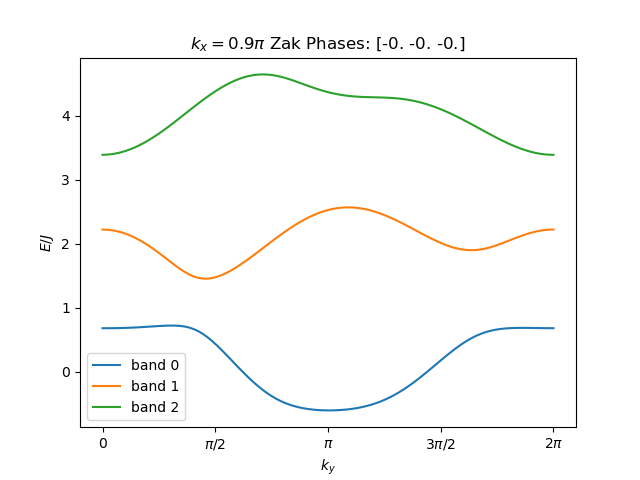 $k_x = 0.9\pi$ Zak Phases: [-0. -0. -0.]
E/J
4
3
2
1
0
band 0
band 1
band 2
0
π/2
π
3π/2
2π
$k_y$